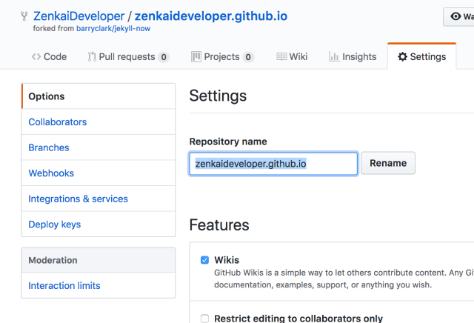 ZenkaiDeveloper / zenkaideveloper.github.io
forked from barryclark/jekyll-now
Code Pull requests 0 Projects 0 Wiki Insights Settings
Options
Collaborators
Branches
Webhooks
Integrations & services
Deploy keys
Moderation
Interaction limits
Settings
Repository name
zenkaideveloper.github.io Rename
Features
Wikis
GitHub Wikis is a simple way to let others contribute content. Any
documentation, examples, support, or anything you wish.
Restrict editing to collaborators only